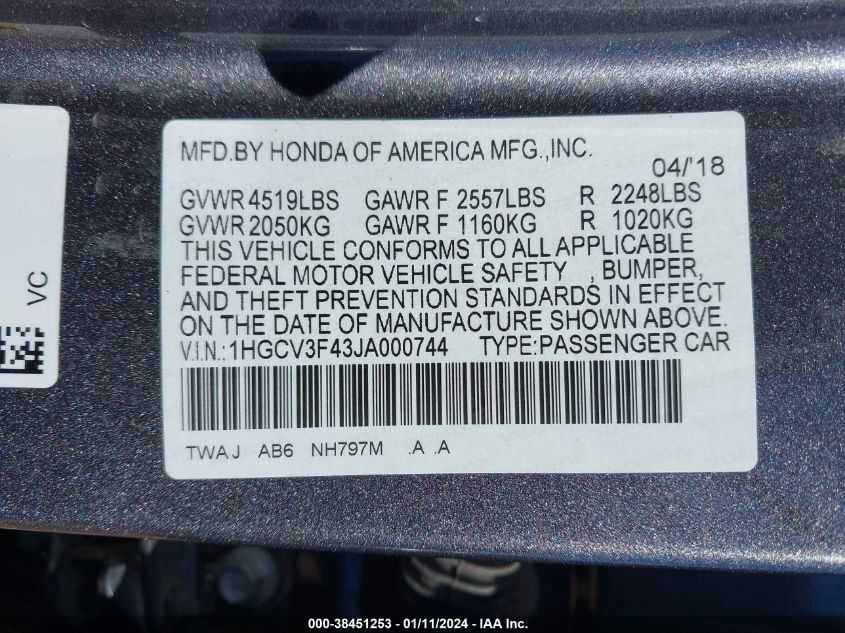 MFD.BY HONDA OF AMERICA MFG.,INC.
04/'18
GVWR 4519LBS GAWR F 2557LBS R 2248LBS
GVWR 2050KG GAWR F 1160KG R 1020KG
THIS VEHICLE CONFORMS TO ALL APPLICABLE
FEDERAL MOTOR VEHICLE SAFETY , BUMPER,
AND THEFT PREVENTION STANDARDS IN EFFECT
ON THE DATE OF MANUFACTURE SHOWN ABOVE.
V.I.N.:1HGCV3F43JA000744 TYPE:PASSENGER CAR
TWAJ AB6 NH797M .A .A
VC
000-38451253 - 01/11/2024 - IAA Inc.